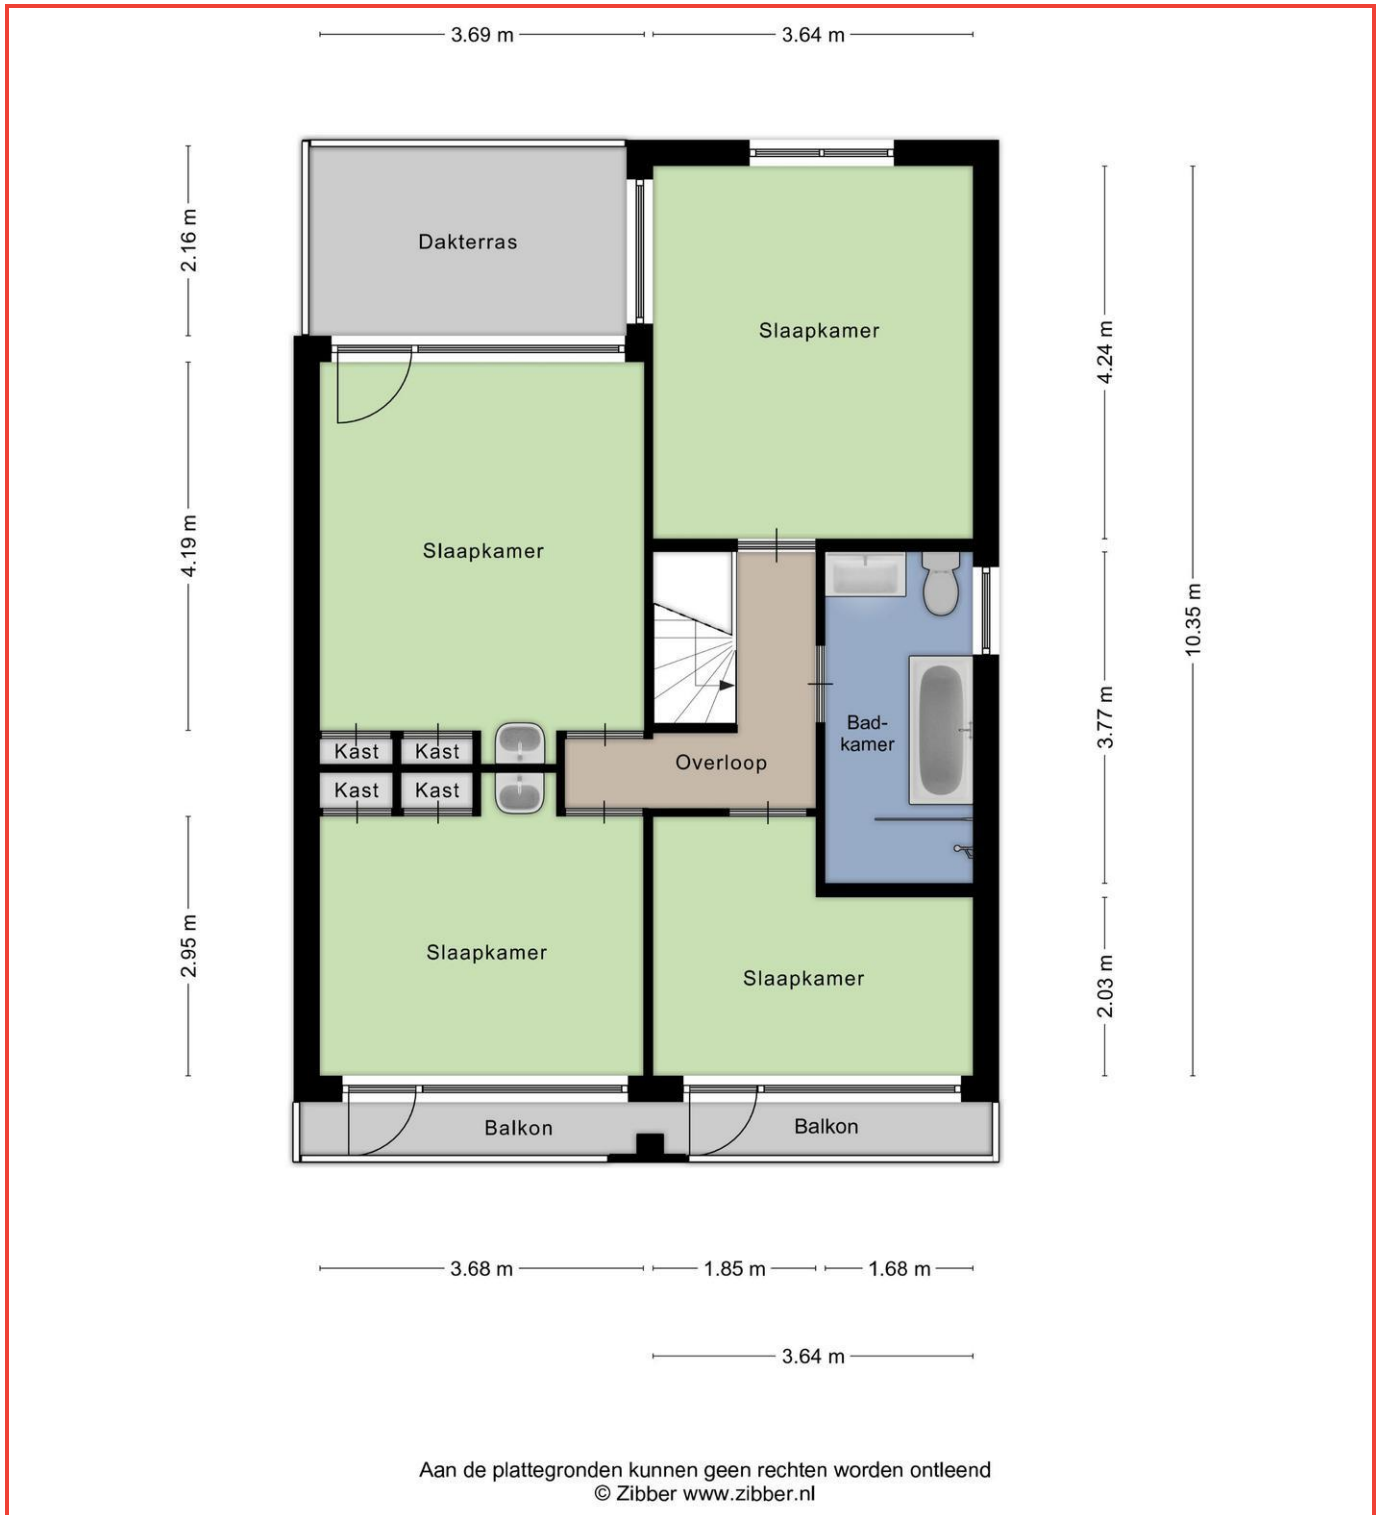 3.69 m
3.64 m
2.16 m
Dakterras
Slaapkamer
4.24 m
4.19 m
Slaapkamer
10.35 m
3.77 m
Bad-
kamer
Kast
Kast
Overloop
Kast
Kast
2.95 m
Slaapkamer
Slaapkamer
2.03 m
Balkon
Balkon
3.68 m
1.85 m
1.68 m
3.64 m
Aan de plattegronden kunnen geen rechten worden ontleend
© Zibber www.zibber.nl